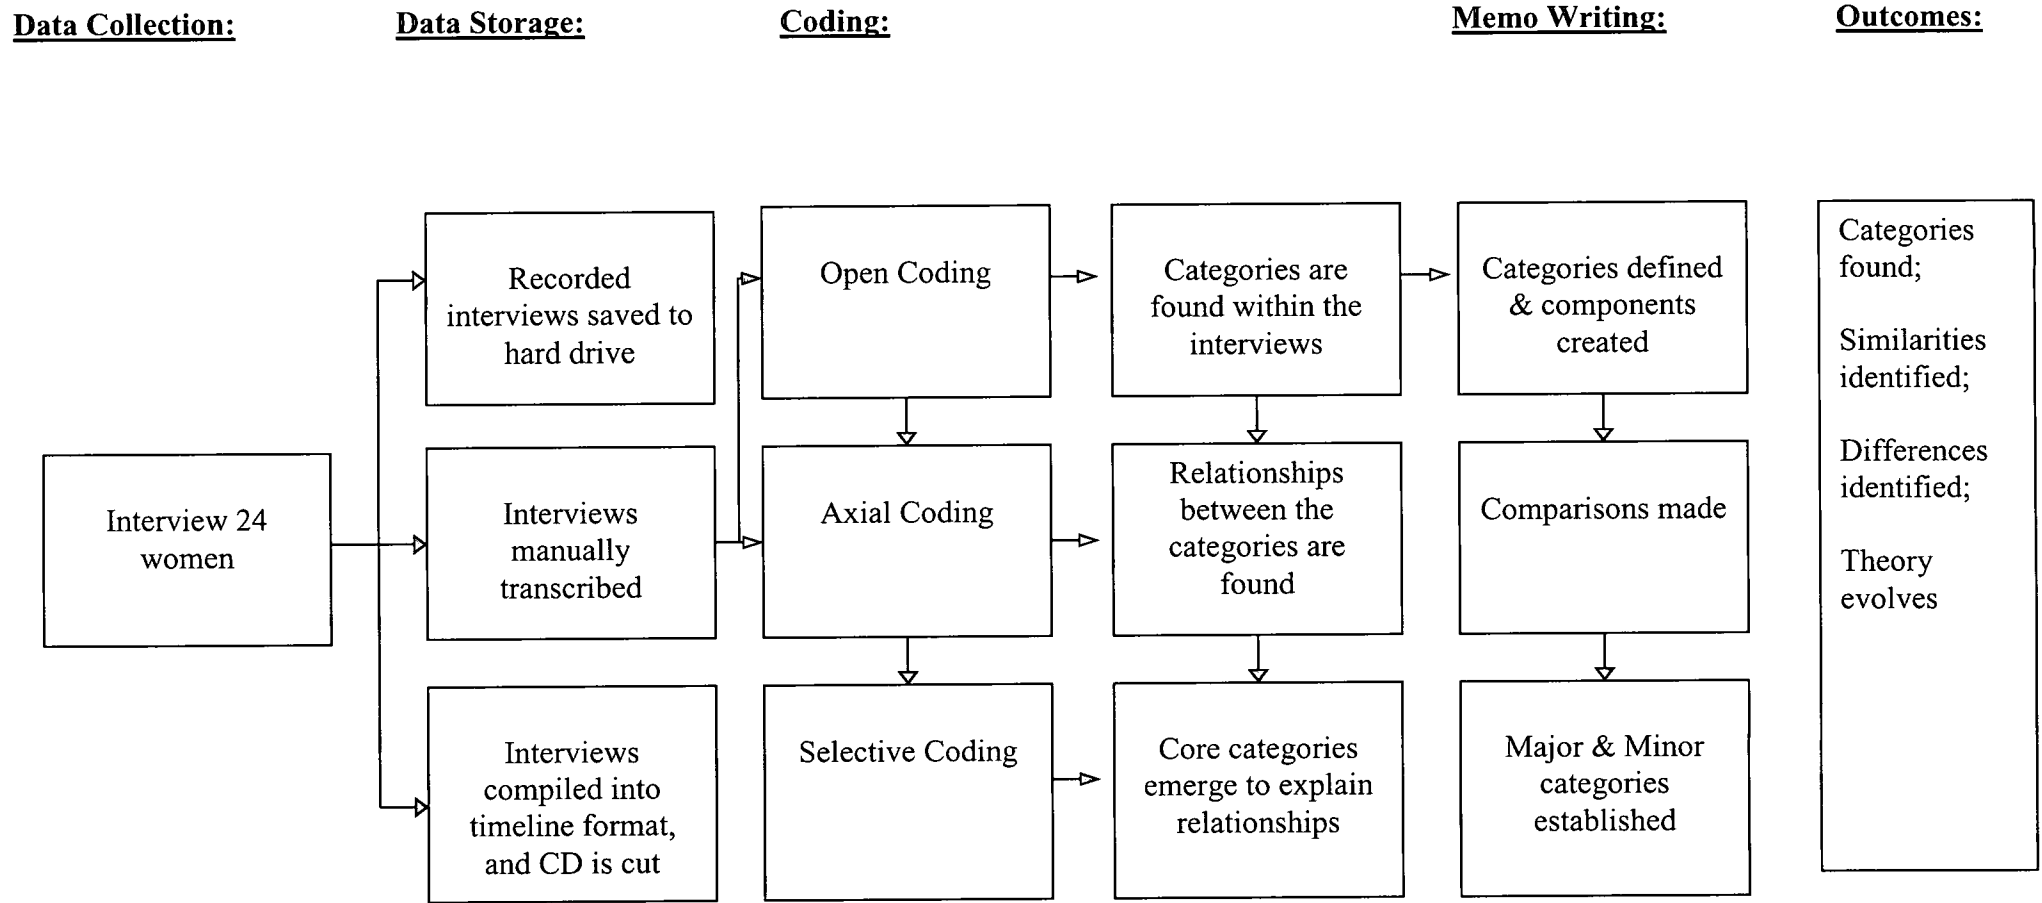 Data Collection:
Data Storage:
Coding:
Memo Writing:
Outcomes:
Interview 24
women
Recorded
interviews saved to
hard drive
Interviews
manually
transcribed
Interviews
compiled into
timeline format,
and CD is cut
Open Coding
Axial Coding
Selective Coding
Categories are
found within the
interviews
Relationships
between the
categories are
found
Core categories
emerge to explain
relationships
Categories defined
& components
created
Comparisons made
Major & Minor
categories
established
Categories
found;
Similarities
identified;
Differences
identified;
Theory
evolves